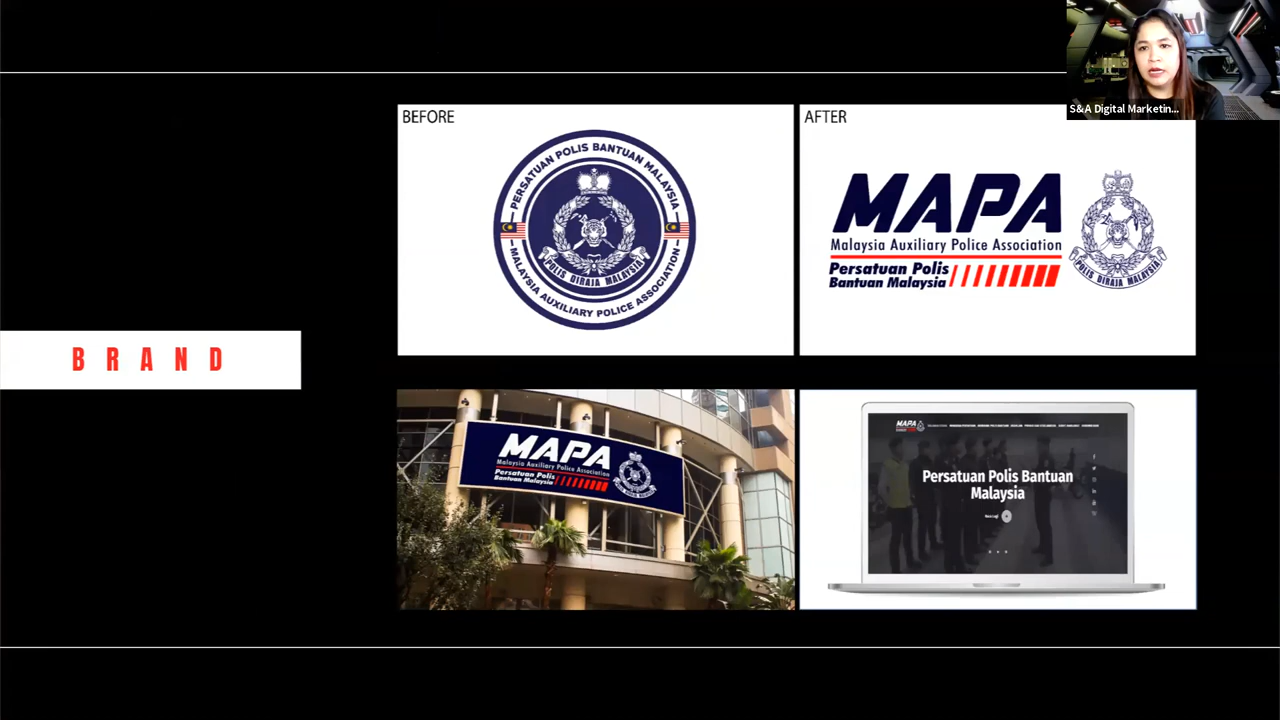 S&A Digital Marketin...
BEFORE
PERSATUAN POLIS BANTUAN MALAYSIA
POLIS DIRAJA MALAYSIA
MALAYSIA AUXILIARY POLICE ASSOCIATION
AFTER
MAPA
Malaysia Auxiliary Police Association
Persatuan Polis
Bantuan Malaysia
POLIS DIRAJA MALAYSIA
BRAND
MAPA
Malaysia Auxiliary Police Association
Persatuan Polis
Bantuan Malaysia
MAPA
Persatuan Polis Bantuan
Malaysia